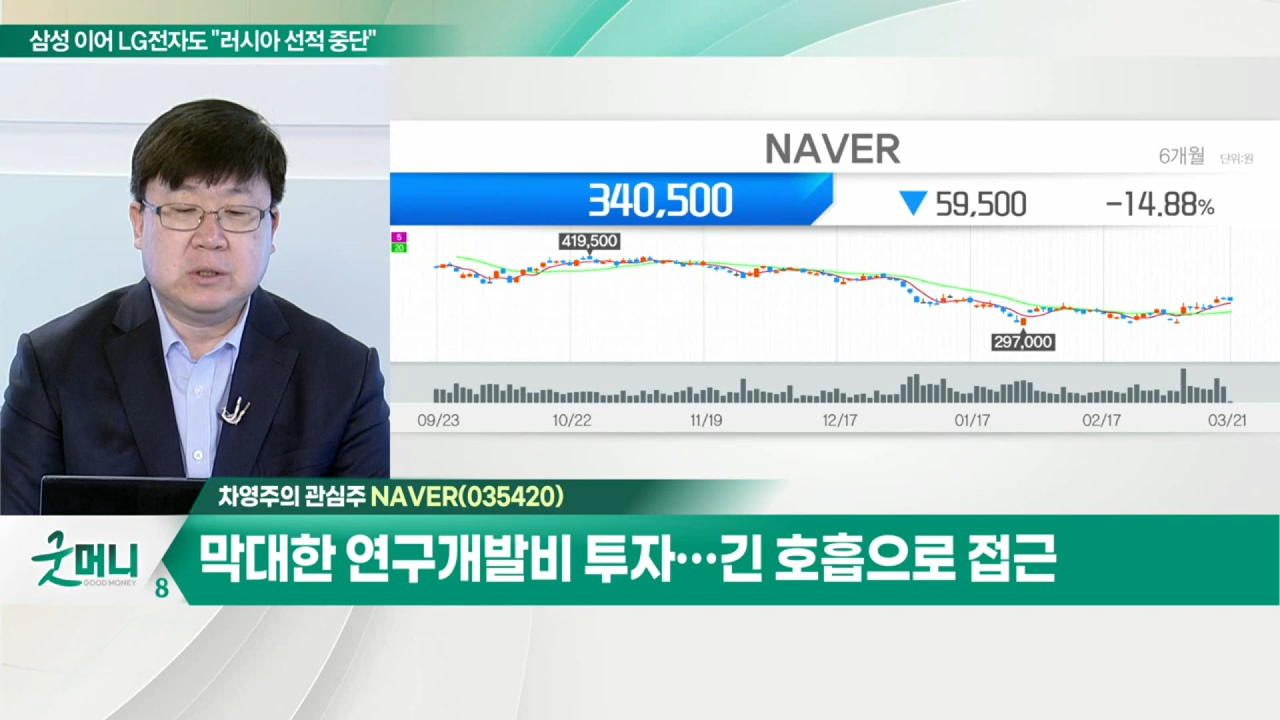 삼성 이어 LG전자도 "러시아 선적 중단"
NAVER
6개월 단위:원
340,500 ▼ 59,500 -14.88%
5
20
419,500
297,000
09/23 10/22 11/19 12/17 01/17 02/17 03/21
차영주의 관심주 NAVER(035420)
막대한 연구개발비 투자…긴 호흡으로 접근
굿머니
GOOD MONEY
8